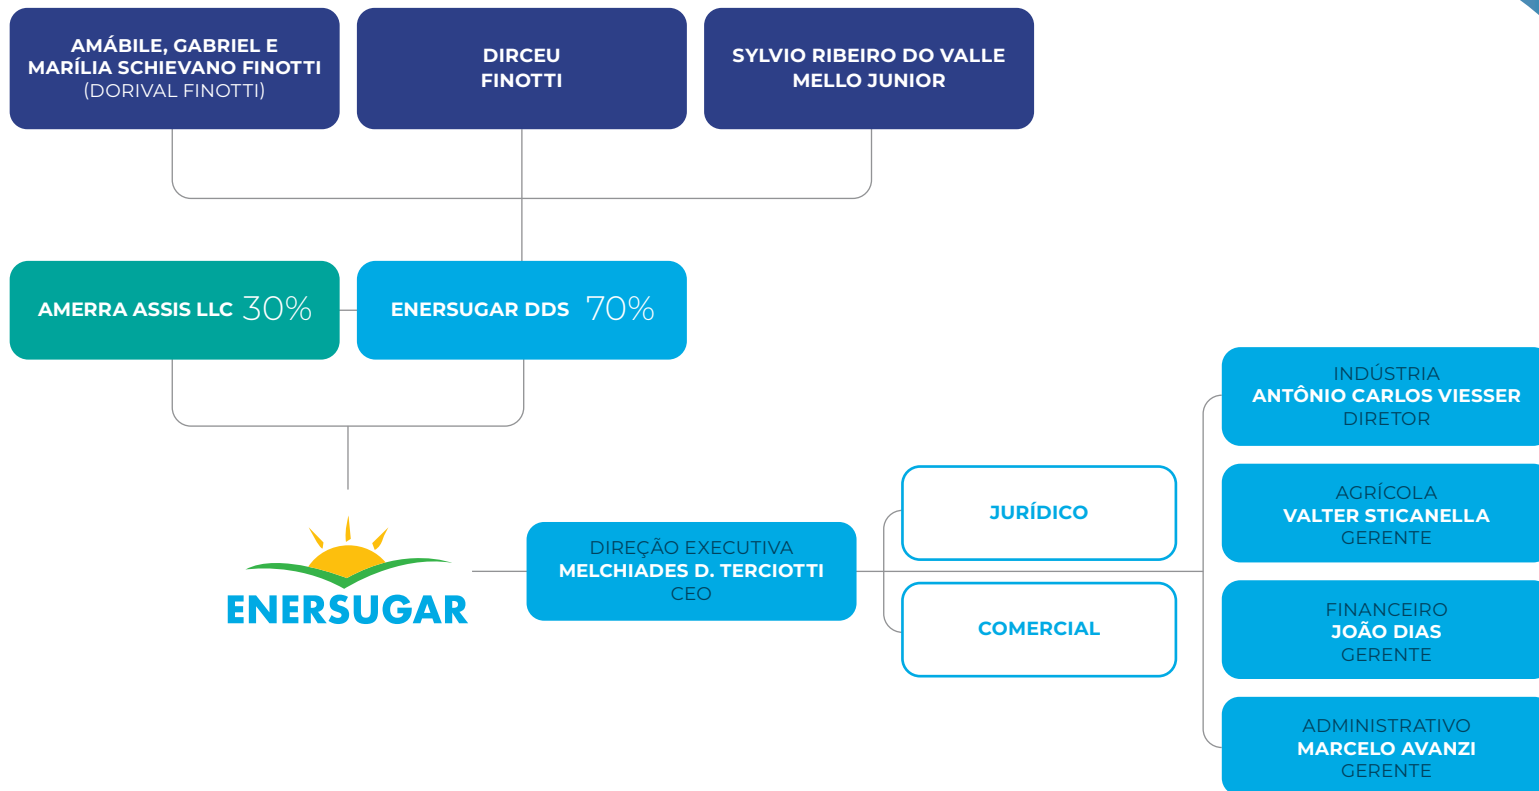 AMÁBILE, GABRIEL E
MARÍLIA SCHIEVANO FINOTTI
(DORIVAL FINOTTI)
DIRCEU
FINOTTI
SYLVIO RIBEIRO DO VALLE
MELLO JUNIOR
AMERRA ASSIS LLC 30%
ENERSUGAR DDS 70%
ENERSUGAR
DIREÇÃO EXECUTIVA
MELCHIADES D. TERCIOTTI
CEO
JURÍDICO
COMERCIAL
INDÚSTRIA
ANTÔNIO CARLOS VIESSER
DIRETOR
AGRÍCOLA
VALTER STICANELLA
GERENTE
FINANCEIRO
JOÃO DIAS
GERENTE
ADMINISTRATIVO
MARCELO AVANZI
GERENTE